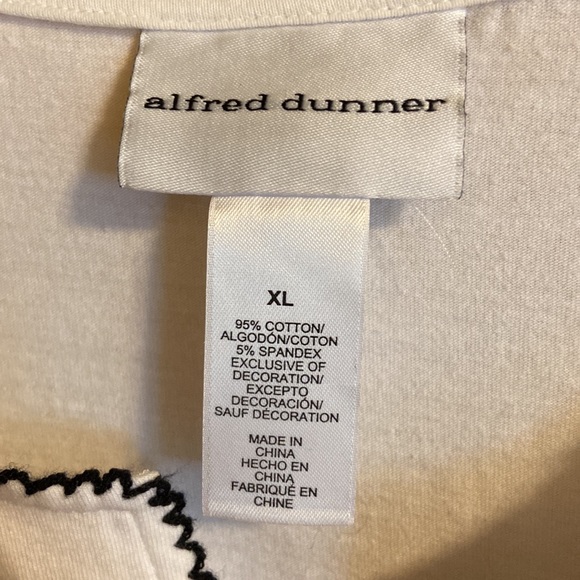 alfred dunner
XL
95% COTTON/
ALGODÓN/COTON
5% SPANDEX
EXCLUSIVE OF
DECORATION/
EXCEPTO
DECORACIÓN/
SAUF DÉCORATION
MADE IN
CHINA
HECHO EN
CHINA
FABRIQUÉ EN
CHINE